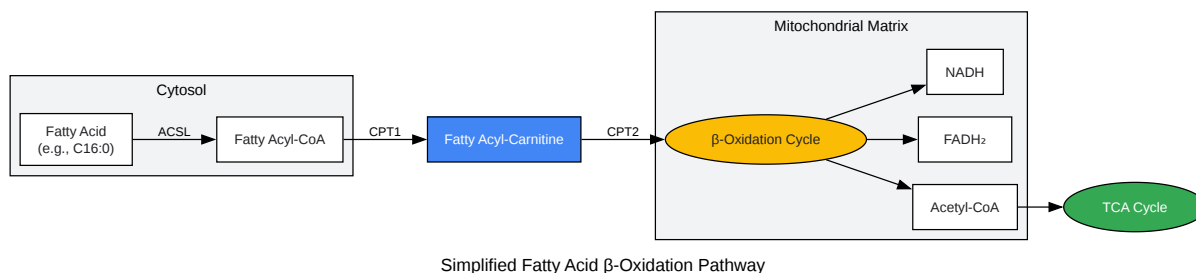 Mitochondrial Matrix
Cytosol
NADH
Fatty Acid
(e.g., C16:0)
ACSL
Fatty Acyl-CoA
CPT1
Fatty Acyl-Carnitine
CPT2
β-Oxidation Cycle
FADH₂
Acetyl-CoA
TCA Cycle
Simplified Fatty Acid β-Oxidation Pathway